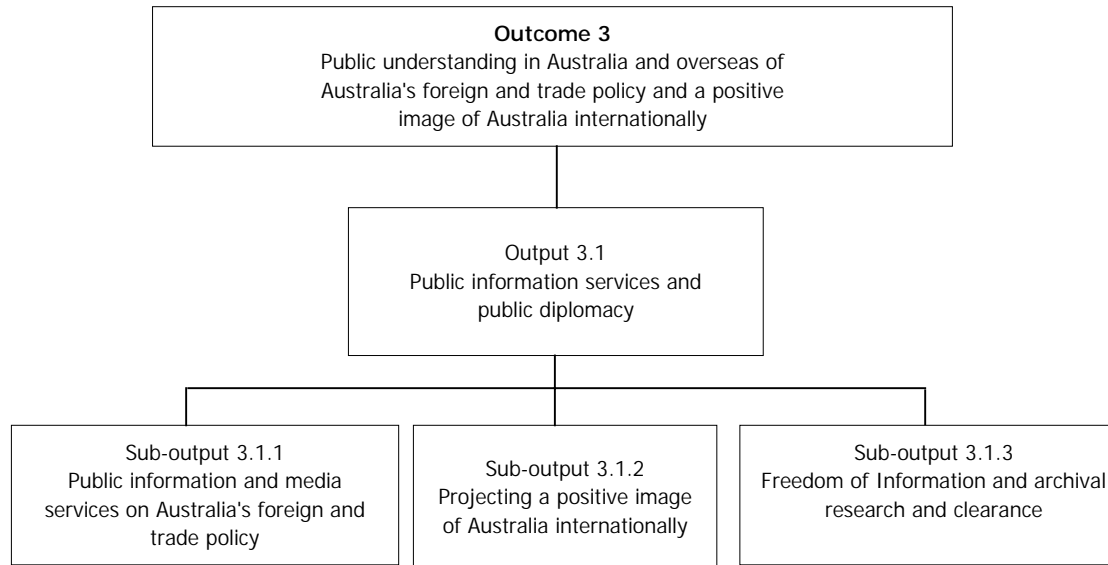 Outcome 3
Public understanding in Australia and overseas of
Australia's foreign and trade policy and a positive
image of Australia internationally
Output 3.1
Public information services and
public diplomacy
Sub-output 3.1.1
Public information and media
services on Australia's foreign and
trade policy
Sub-output 3.1.2
Projecting a positive image
of Australia internationally
Sub-output 3.1.3
Freedom of Information and archival
research and clearance